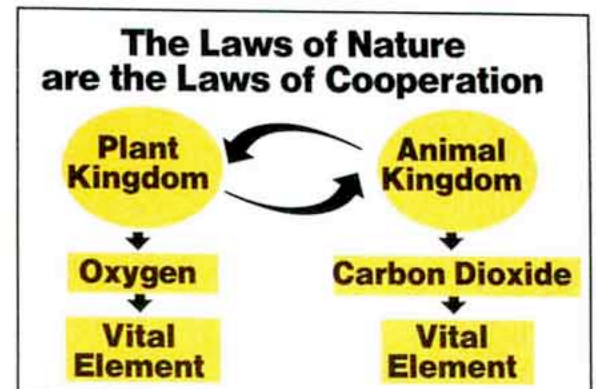 The Laws of Nature
are the Laws of Cooperation
Plant
Kingdom
Animal
Kingdom
Oxygen
Carbon Dioxide
Vital
Element
Vital
Element